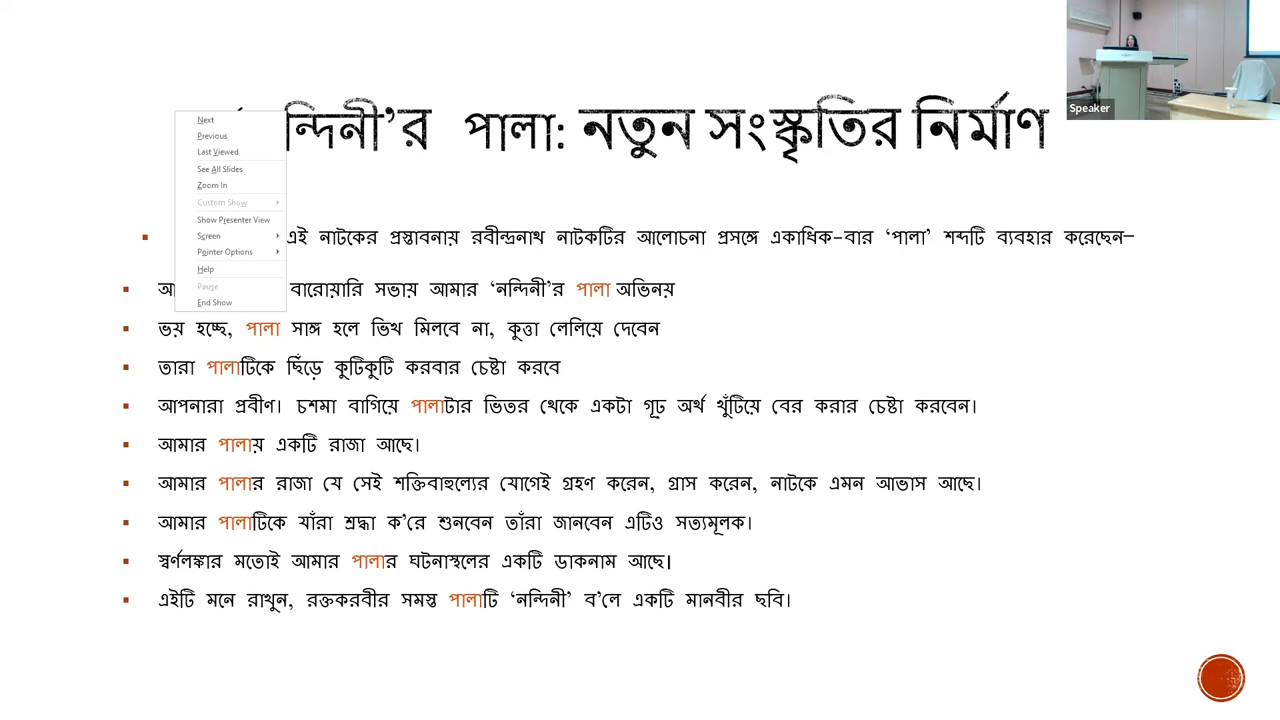 ন্দিনী’র পালা: নতুন সংস্কৃতির নির্মাণ
Speaker
Next
Previous
Last Viewed
See All Slides
Zoom In
Custom Show
Show Presenter View
Screen
Pointer Options
Help
Pause
End Show
এই নাটকের প্রস্তাবনায় রবীন্দ্রনাথ নাটকটির আলোচনা প্রসঙ্গে একাধিক-বার ‘পালা’ শব্দটি ব্যবহার করেছেন–
বারোয়ারি সভায় আমার ‘নন্দিনী’র পালা অভিনয়
ভয় হচ্ছে, পালা সাঙ্গ হলে ভিখ মিলবে না, কুত্তা লেলিয়ে দেবেন
তারা পালাটিকে ছিঁড়ে কুটিকুটি করবার চেষ্টা করবে
আপনারা প্রবীণ। চশমা বাগিয়ে পালাটার ভিতর থেকে একটা গূঢ় অর্থ খুঁটিয়ে বের করার চেষ্টা করবেন।
আমার পালায় একটি রাজা আছে।
আমার পালার রাজা যে সেই শক্তিবাহুল্যের যোগেই গ্রহণ করেন, গ্রাস করেন, নাটকে এমন আভাস আছে।
আমার পালাটিকে যাঁরা শ্রদ্ধা ক’রে শুনবেন তাঁরা জানবেন এটিও সত্যমূলক।
স্বর্ণলঙ্কার মতোই আমার পালার ঘটনাস্থলের একটি ডাকনাম আছে।
এইটি মনে রাখুন, রক্তকরবীর সমস্ত পালাটি ‘নন্দিনী’ ব’লে একটি মানবীর ছবি।